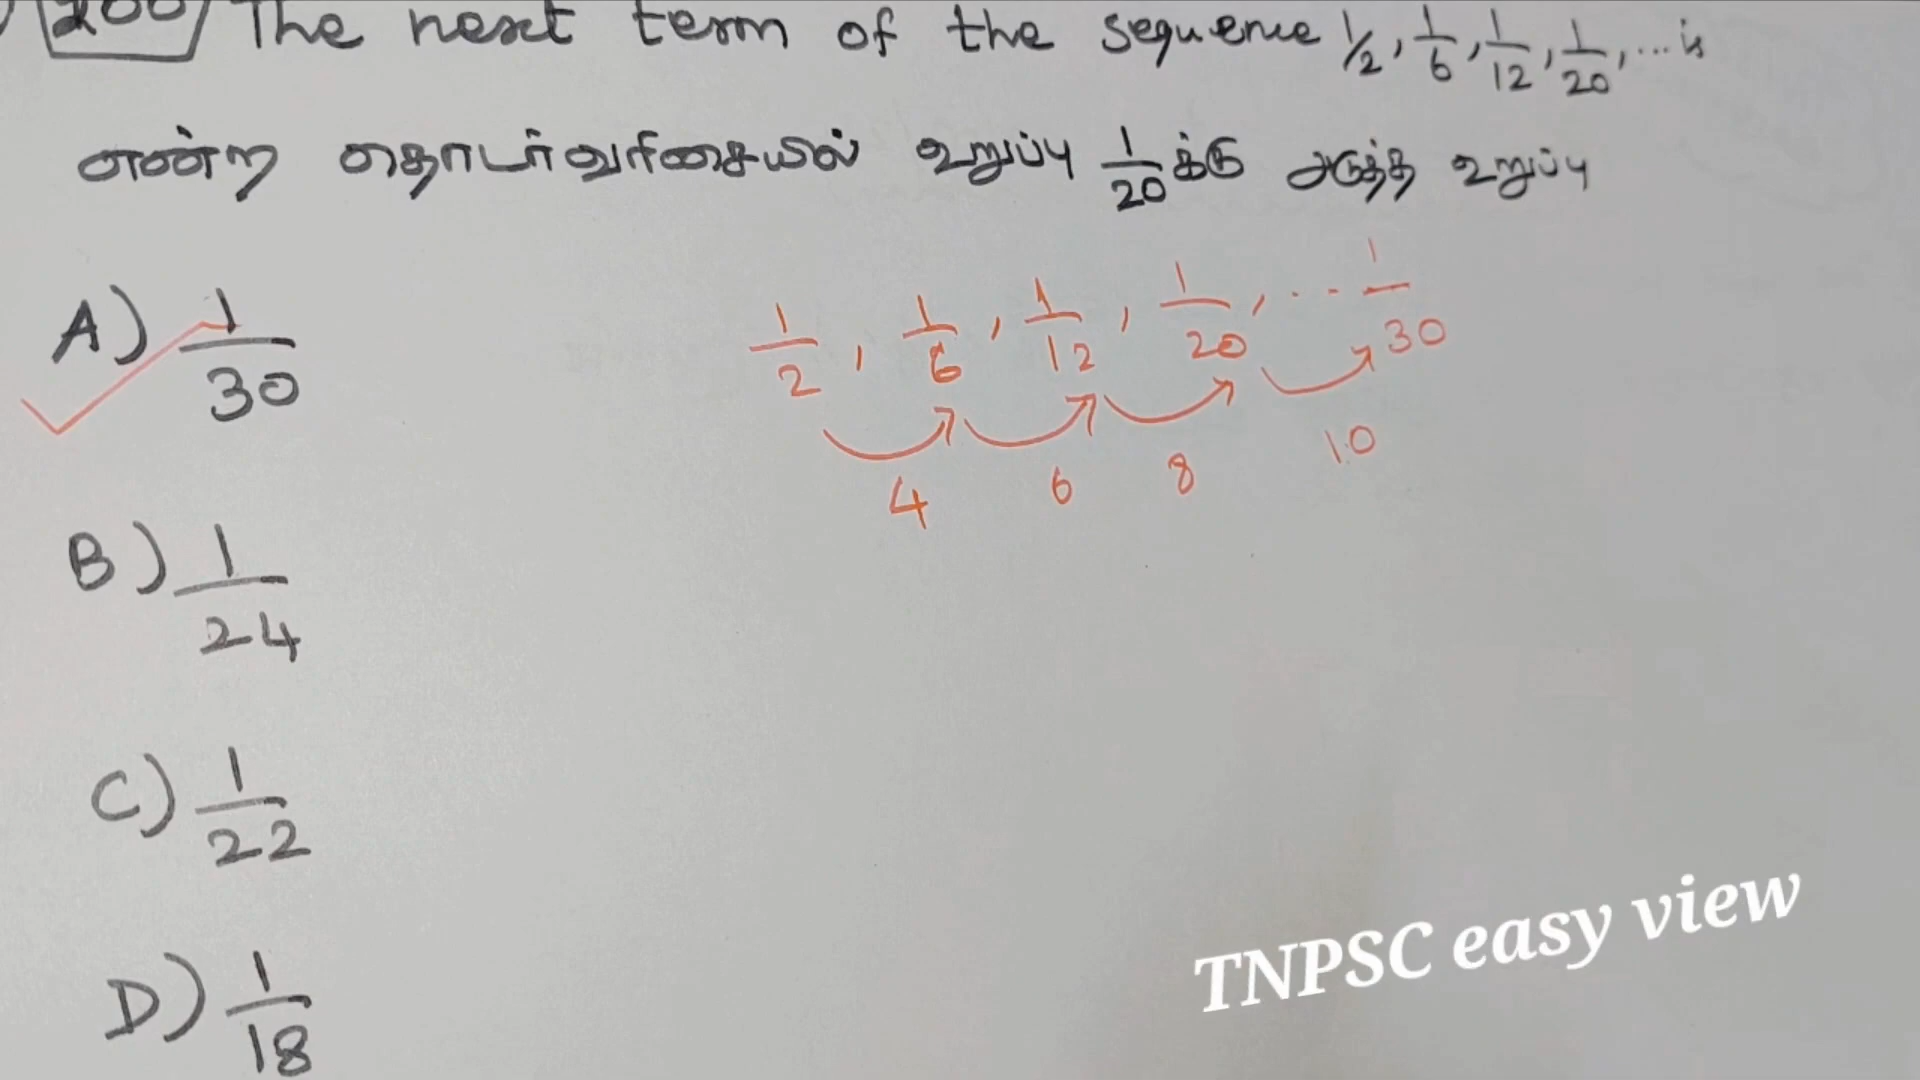 200 The next term of the sequence 1/2, 1/6, 1/12, 1/20, ... is
என்ற தொடர்வரிசையில் உறுப்பு 1/20 க்கு அடுத்த உறுப்பு
A) 1/30
1/2, 1/6, 1/12, 1/20, ... 1/30
4 6 8 10
B) 1/24
C) 1/22
D) 1/18
TNPSC easy view